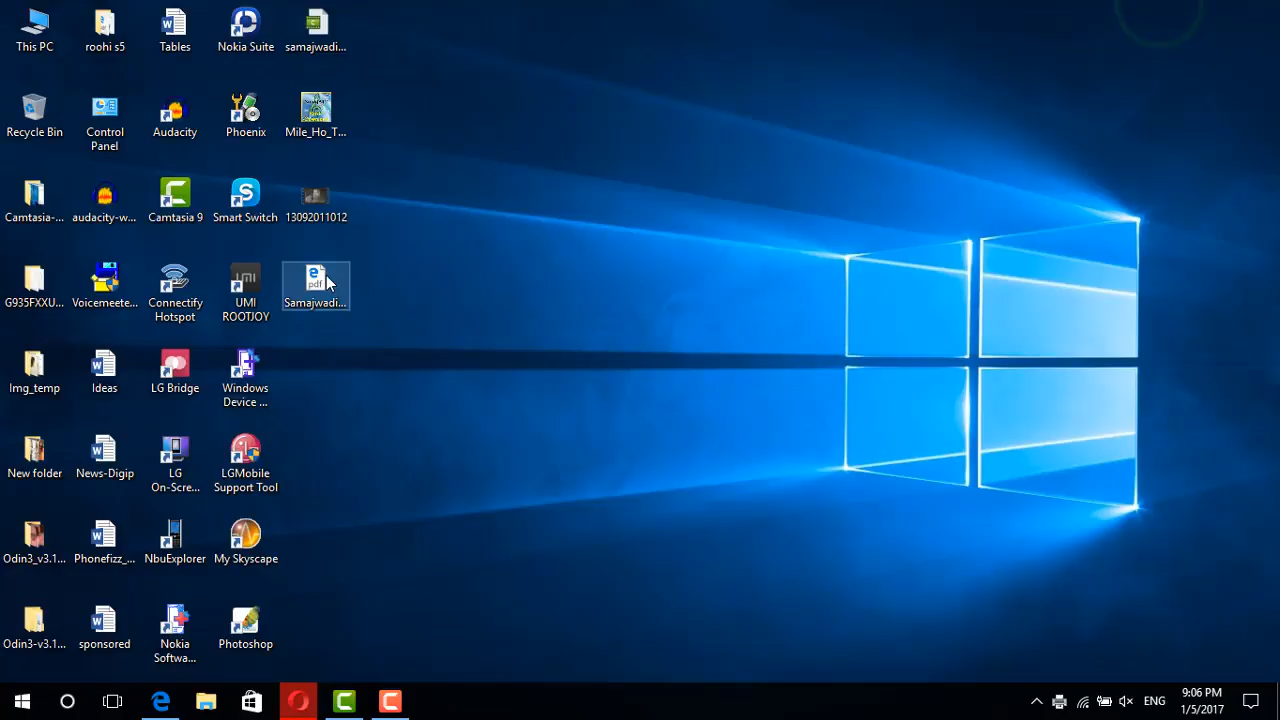 This PC
roohi s5
Tables
Nokia Suite
samajwadi...
Recycle Bin
Control
Panel
Audacity
Phoenix
Mile_Ho_T...
Camtasia-...
audacity-w...
Camtasia 9
Smart Switch
13092011012
G935FXXU...
Voicemeete...
Connectify
Hotspot
UMI
ROOTJOY
pdf
Samajwadi...
Img_temp
Ideas
LG Bridge
Windows
Device ...
New folder
News-Digip
LG
On-Scre...
LGMobile
Support Tool
Odin3_v3.1...
Phonefizz_...
NbuExplorer
My Skyscape
Odin3-v3.1...
sponsored
Nokia
Softwa...
Photoshop
ENG
9:06 PM
1/5/2017